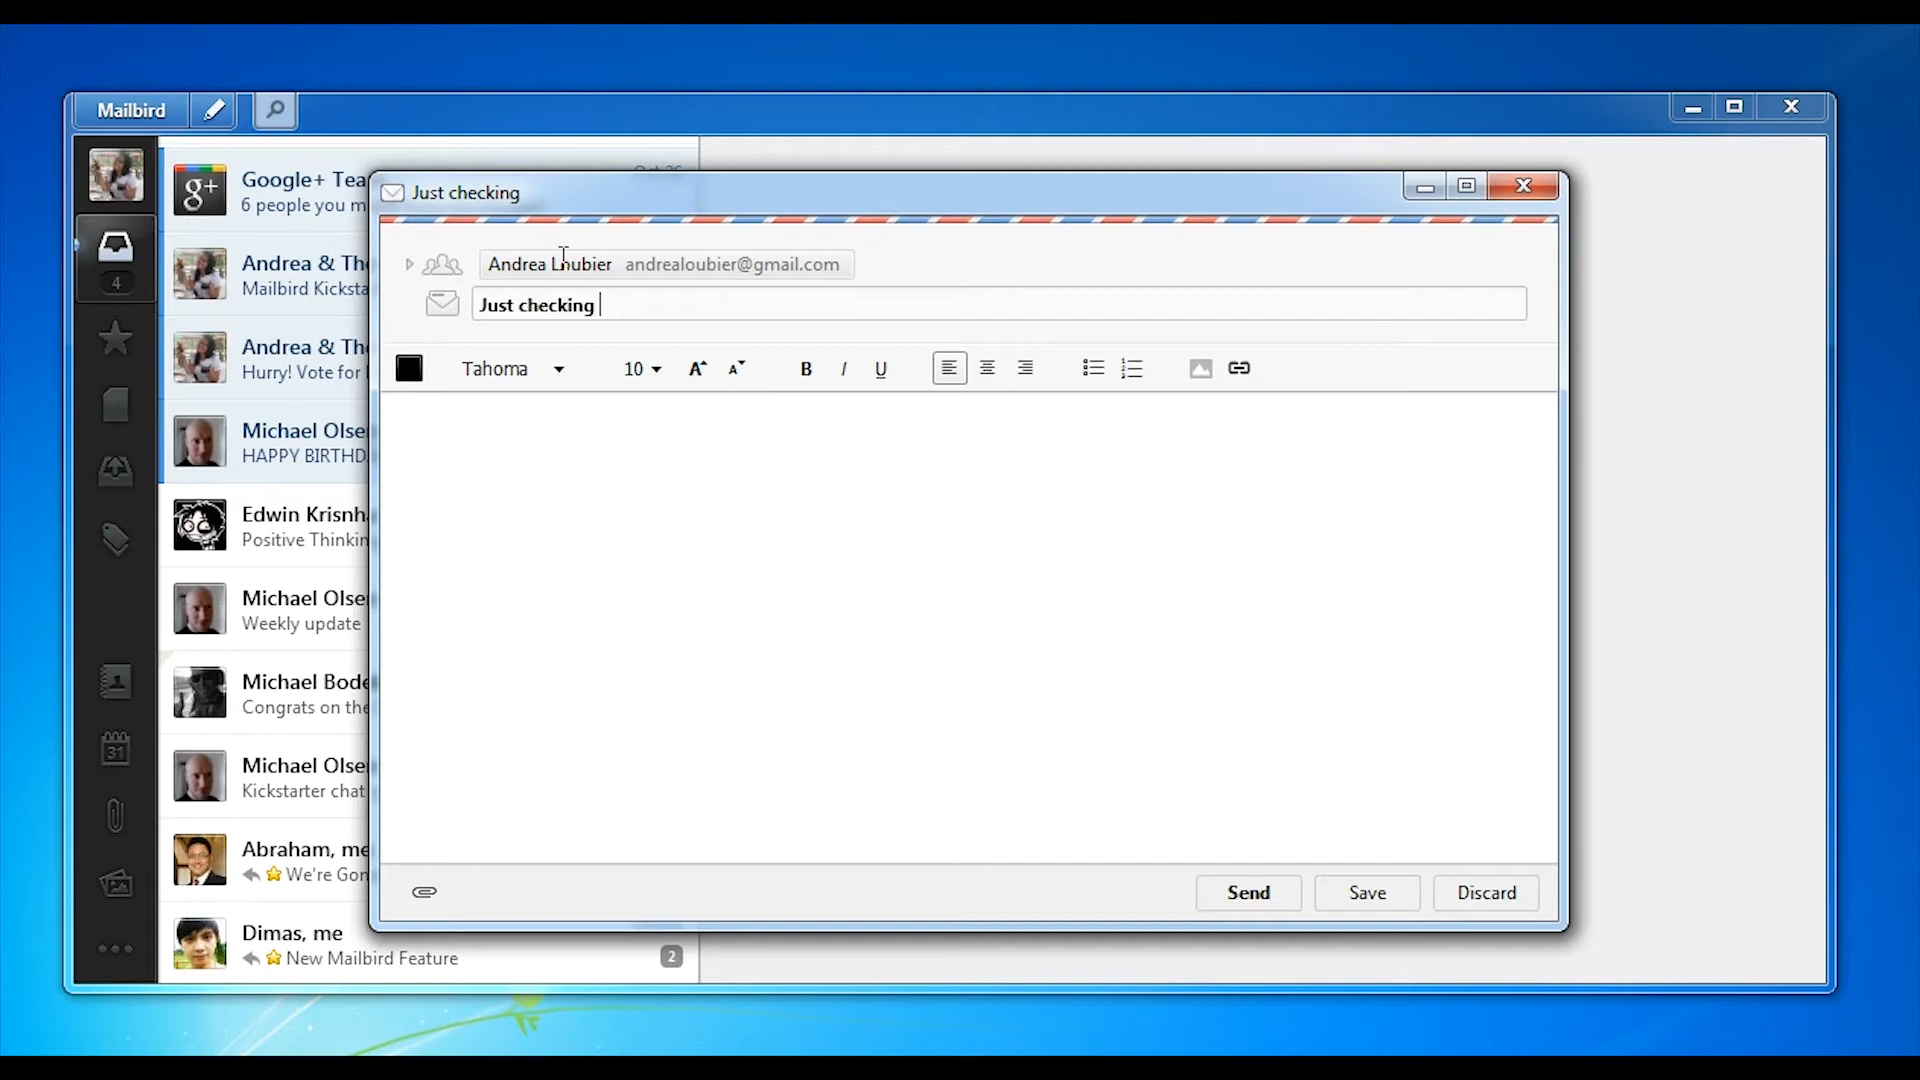 Mailbird
4
31
Google+ Tea
6 people you m
Andrea & Th
Mailbird Kicksta
Andrea & Th
Hurry! Vote for
Michael Olse
HAPPY BIRTHD
Edwin Krisnh
Positive Thinkin
Michael Olse
Weekly update
Michael Bode
Congrats on the
Michael Olse
Kickstarter chat
Abraham, me
We're Gon
Dimas, me
New Mailbird Feature
2
Just checking
Andrea Loubier andrealoubier@gmail.com
Just checking
Tahoma 10 A A B I U
Send Save Discard